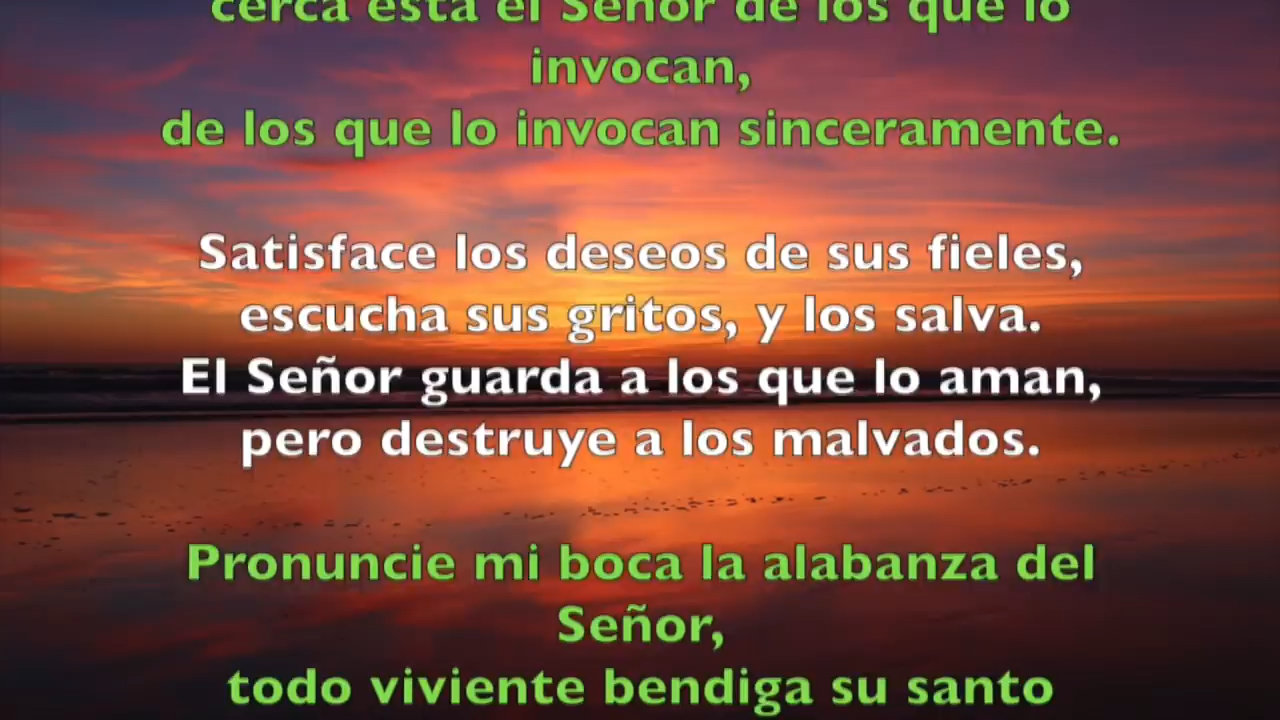 cerca está el Señor de los que lo
invocan,
de los que lo invocan sinceramente.
Satisface los deseos de sus fieles,
escucha sus gritos, y los salva.
El Señor guarda a los que lo aman,
pero destruye a los malvados.
Pronuncie mi boca la alabanza del
Señor,
todo viviente bendiga su santo